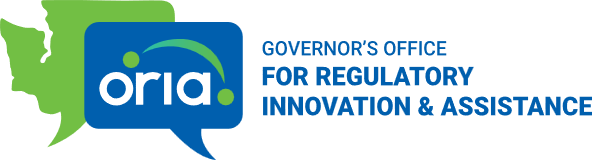 oria
GOVERNOR'S OFFICE
FOR REGULATORY
INNOVATION & ASSISTANCE